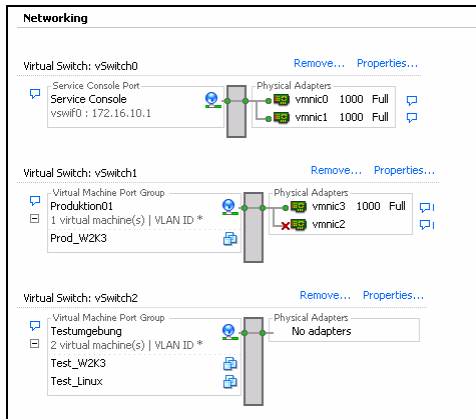 Networking
Virtual Switch: vSwitch0 Remove... Properties...
Service Console Port Physical Adapters
Service Console vmnic0 1000 Full
vswif0 : 172.16.10.1 vmnic1 1000 Full
Virtual Switch: vSwitch1 Remove... Properties...
Virtual Machine Port Group Physical Adapters
Produktion01 vmnic3 1000 Full
1 virtual machine(s) | VLAN ID * vmnic2
Prod_W2K3
Virtual Switch: vSwitch2 Remove... Properties...
Virtual Machine Port Group Physical Adapters
Testumgebung No adapters
2 virtual machine(s) | VLAN ID *
Test_W2K3
Test_Linux